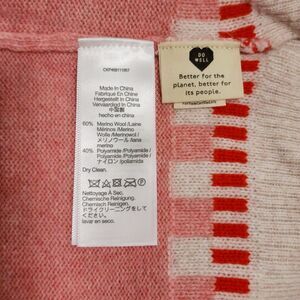 Made In China
Fabriqué En Chine
Hergestellt in China
Vervaardigd In China
中国製
hecho en china
60% Merino Wool /Laine
Mérinos /Merino
Wolle /Merinowol /
メリノウール /lana
merino
40% Polyamide /Polyamide /
Polyamid /Polyamide /
ナイロン /poliamida
Dry Clean.
Nettoyage À Sec.
Chemische Reinigung.
Chemische Reiniging.
ドライクリーニングをして
ください。
lavar en seco.
DO
WELL
Better for the
planet, better for
its people.